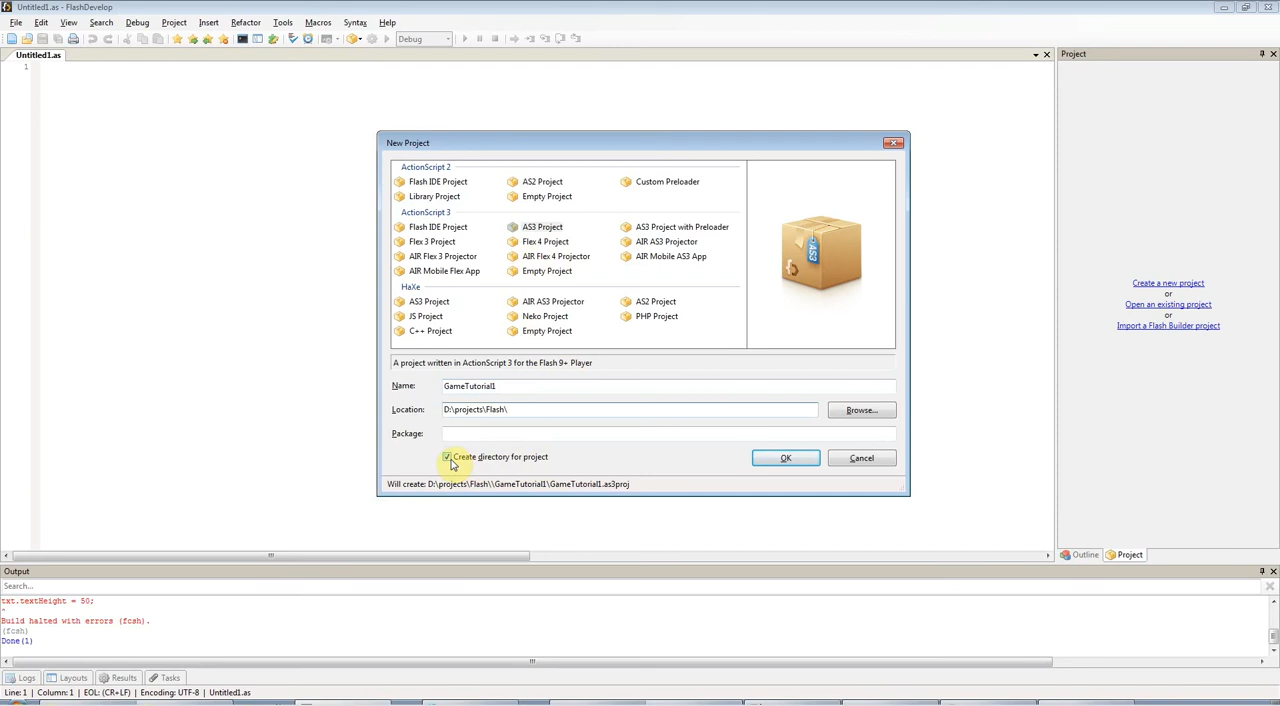 Untitled1.as - FlashDevelop
File Edit View Search Debug Project Insert Refactor Tools Macros Syntax Help
Debug
Untitled1.as
Project
1
New Project
ActionScript 2
Flash IDE Project AS2 Project Custom Preloader
Library Project Empty Project
ActionScript 3
Flash IDE Project AS3 Project AS3 Project with Preloader
Flex 3 Project Flex 4 Project AIR AS3 Projector
AIR Flex 3 Projector AIR Flex 4 Projector AIR Mobile AS3 App
AIR Mobile Flex App Empty Project
HaXe
AS3 Project AIR AS3 Projector AS2 Project
JS Project Neko Project PHP Project
C++ Project Empty Project
AS3
A project written in ActionScript 3 for the Flash 9+ Player
Name: GameTutorial1
Location: D:\projects\Flash\ Browse...
Package:
Create directory for project OK Cancel
Will create: D:\projects\Flash\\GameTutorial1\GameTutorial1.as3proj
Create a new project
or
Open an existing project
or
Import a Flash Builder project
Outline Project
Output
Search...
txt.textHeight = 50;
^
Build halted with errors (fcsh).
(fcsh)
Done(1)
Logs Layouts Results Tasks
Line: 1 Column: 1 EOL: (CR+LF) Encoding: UTF-8 Untitled1.as